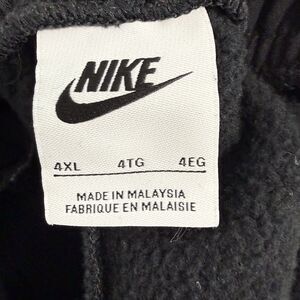 NIKE
4XL 4TG 4EG
MADE IN MALAYSIA
FABRIQUE EN MALAISIE